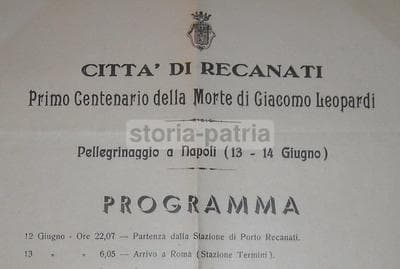 CITTA' DI RECANATI
Primo Centenario della Morte di Giacomo Leopardi
storia-patria
Pellegrinaggio a Napoli (13 - 14 Giugno)
PROGRAMMA
12 Giugno - Ore 22,07 — Partenza dalla Stazione di Porto Recanati.
13 „ „ 6,05 — Arrivo a Roma (Stazione Termini).